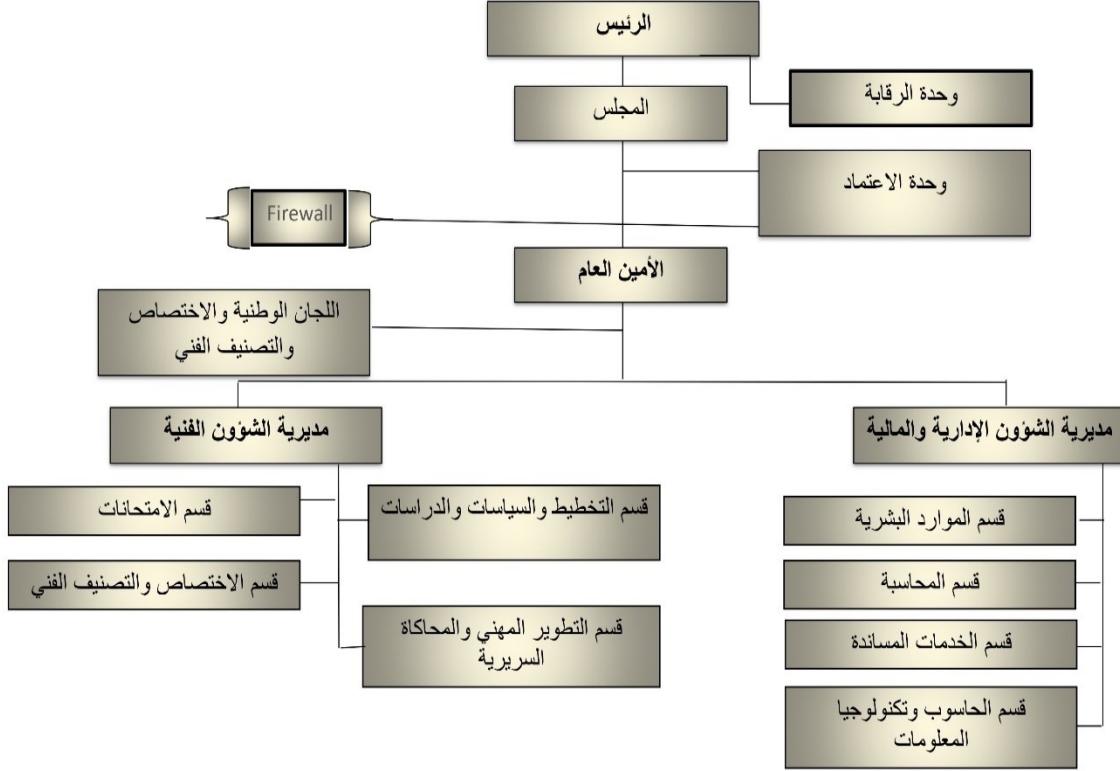 الرئيس
وحدة الرقابة
المجلس
وحدة الاعتماد
Firewall
الأمين العام
اللجان الوطنية والاختصاص
والتصنيف الفني
مديرية الشؤون الإدارية والمالية
مديرية الشؤون الفنية
قسم الموارد البشرية
قسم المحاسبة
قسم الخدمات المساندة
قسم الحاسوب وتكنولوجيا
المعلومات
قسم التخطيط والسياسات والدراسات
قسم التطوير المهني والمحاكاة
السريرية
قسم الامتحانات
قسم الاختصاص والتصنيف الفني